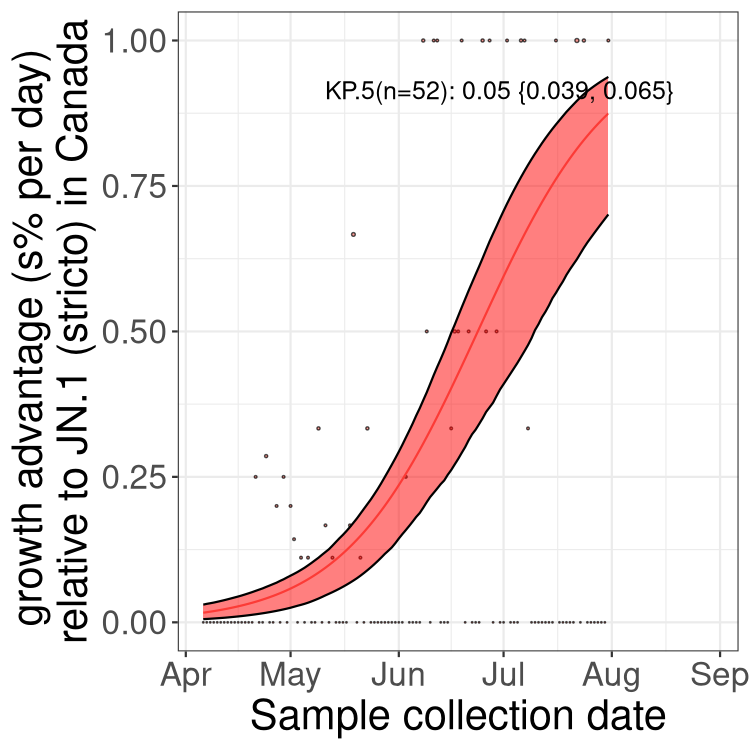 growth advantage (s% per day)
relative to JN.1 (stricto) in Canada
1.00
0.75
0.50
0.25
0.00
KP.5(n=52): 0.05 {0.039, 0.065}
Apr May Jun Jul Aug Sep
Sample collection date